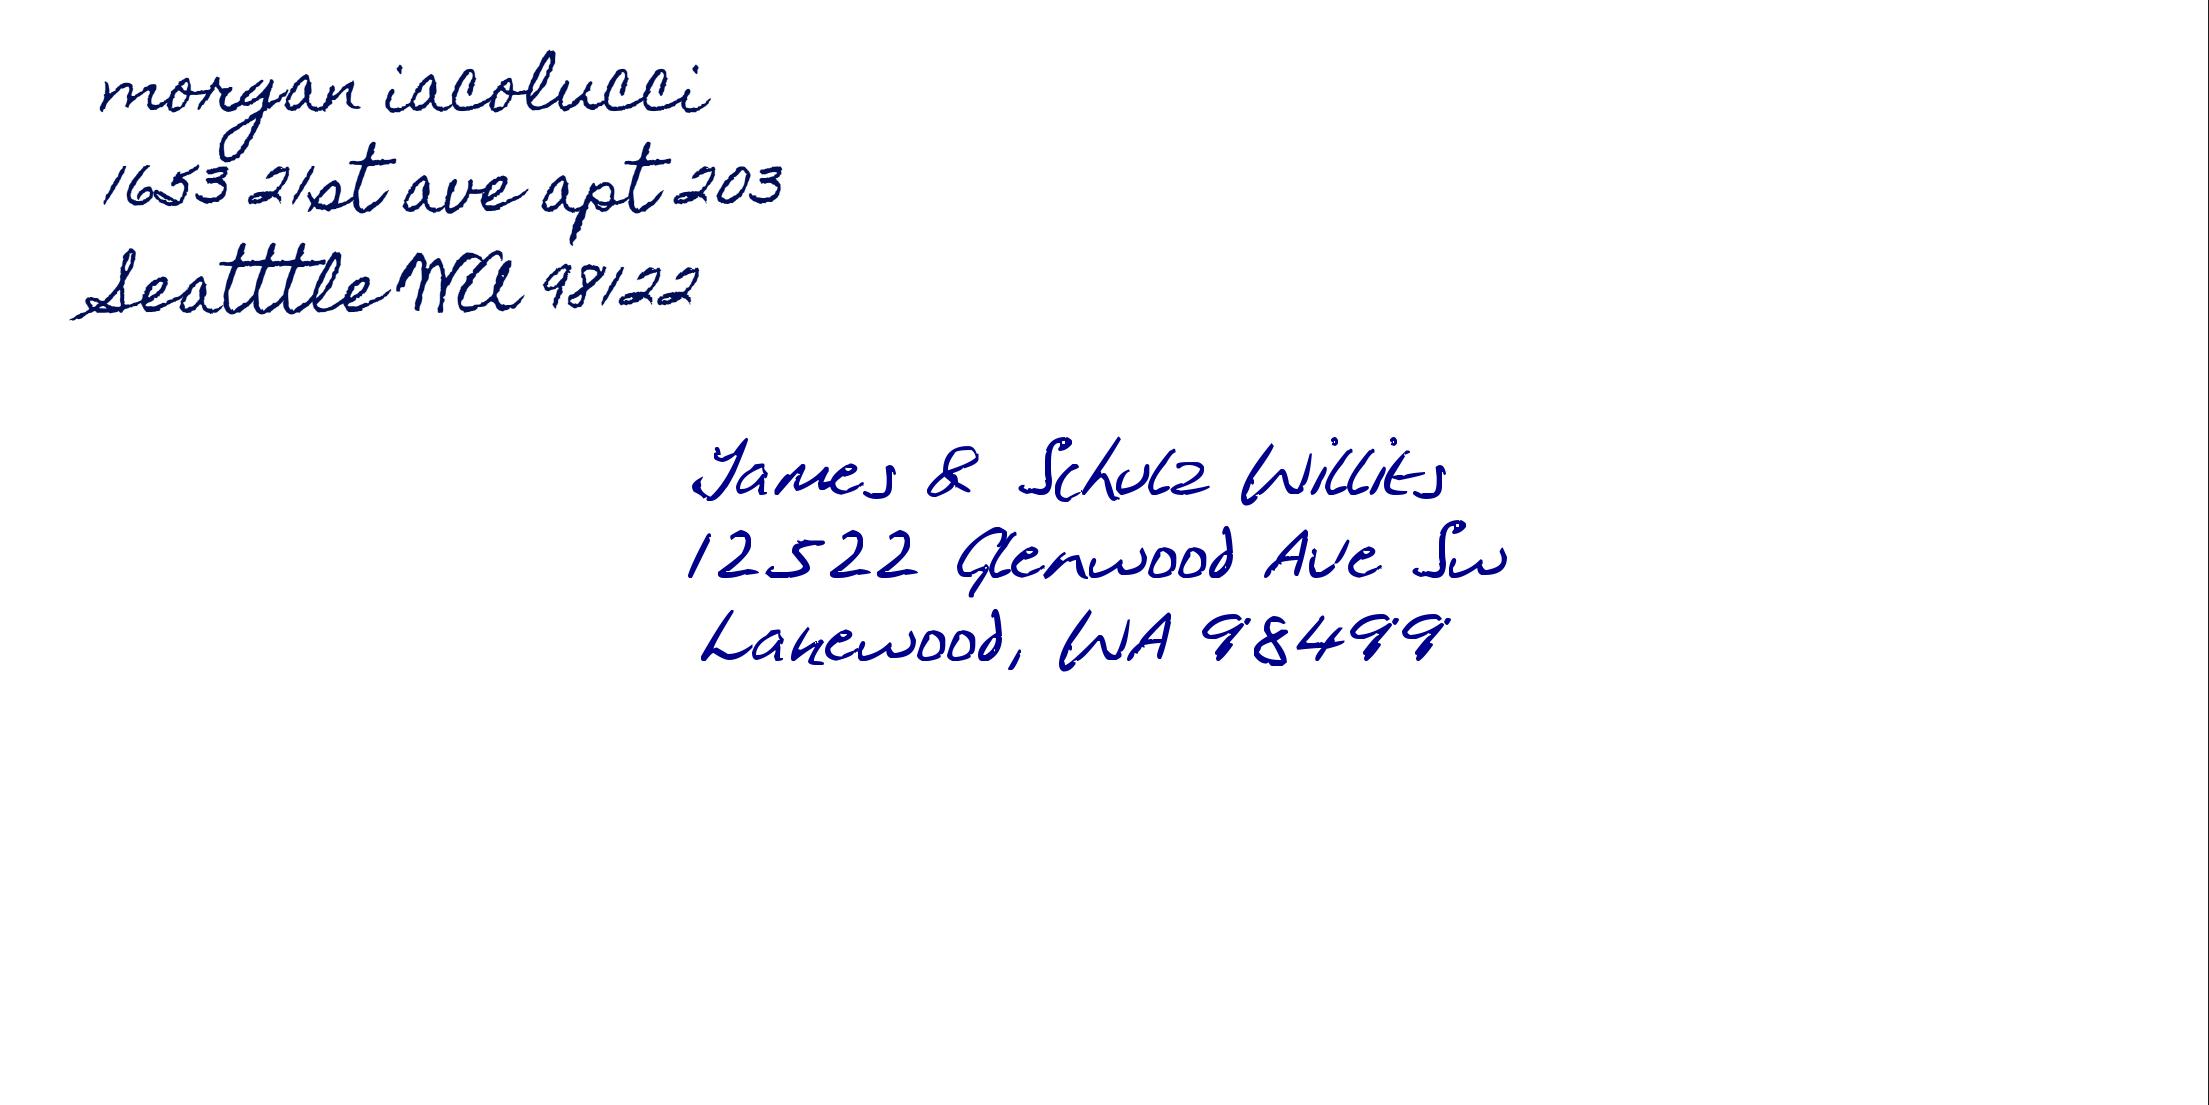 morgan iacolucci
1653 21st ave apt 203
Seatttle WA 98122
James & Schulz Willits
12522 Glenwood Ave Sw
Lakewood, WA 98499